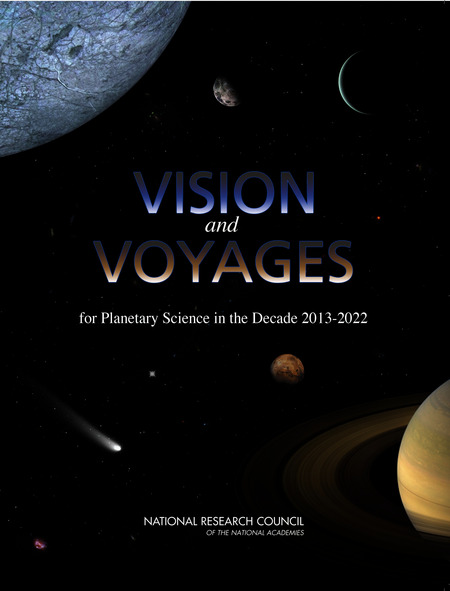 VISION
and
VOYAGES
for Planetary Science in the Decade 2013-2022
NATIONAL RESEARCH COUNCIL
OF THE NATIONAL ACADEMIES